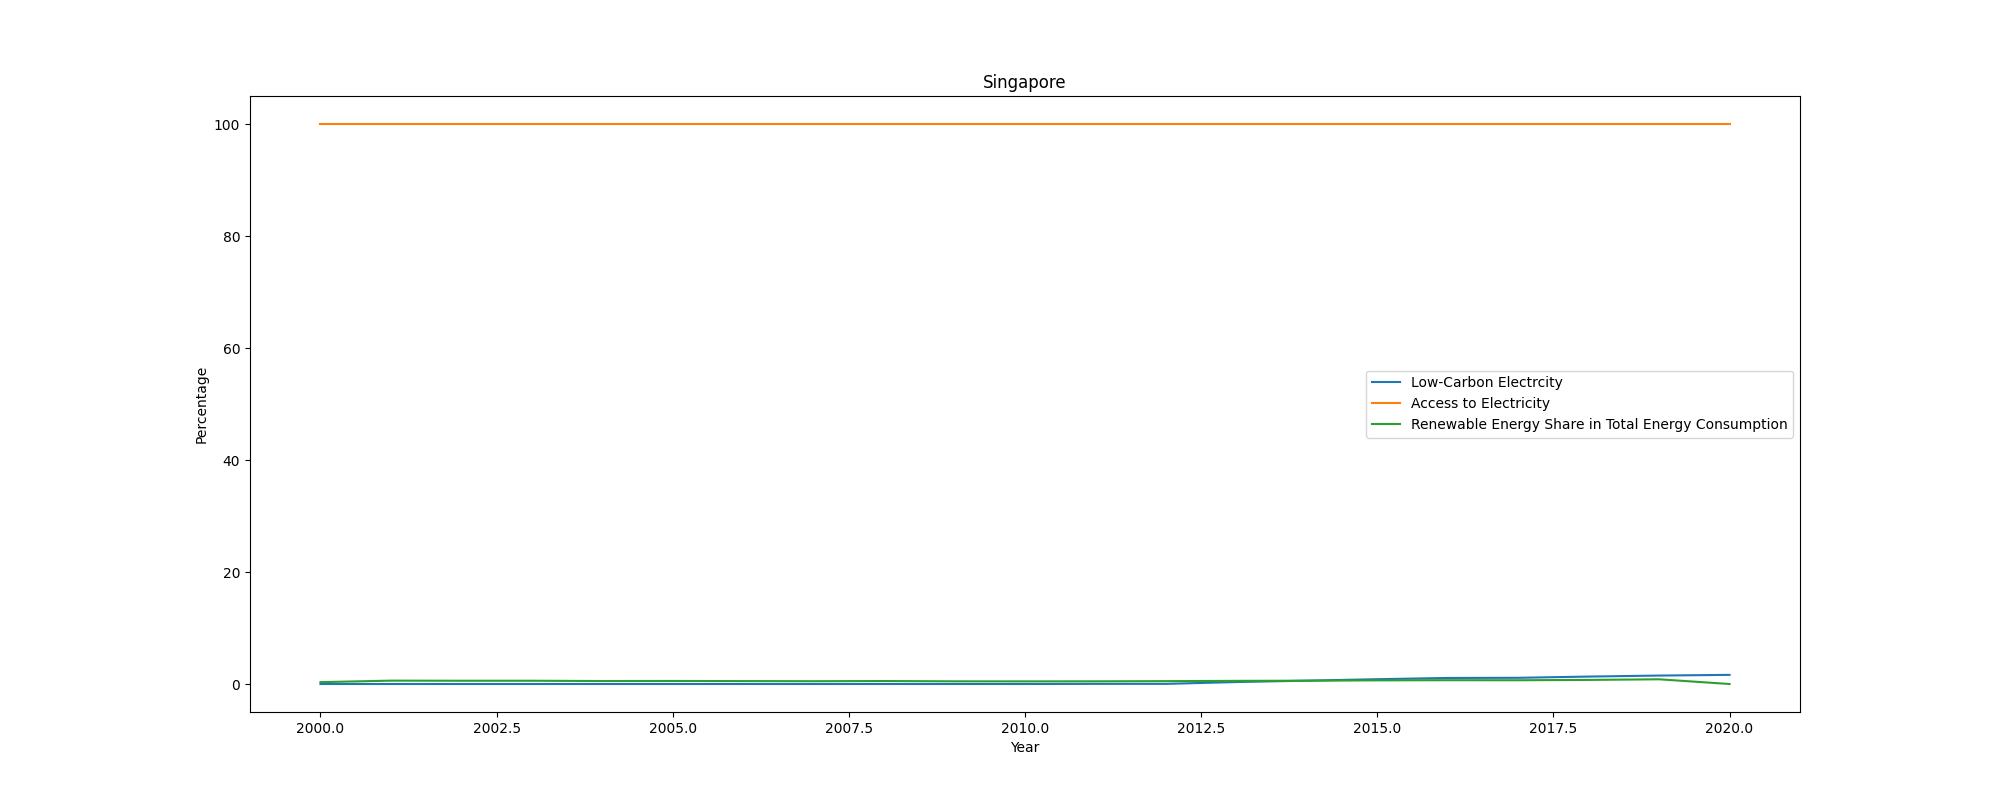 Singapore
100
80
60
40
20
0
Percentage
Low-Carbon Electrcity
Access to Electricity
Renewable Energy Share in Total Energy Consumption
2000.0 2002.5 2005.0 2007.5 2010.0 2012.5 2015.0 2017.5 2020.0
Year